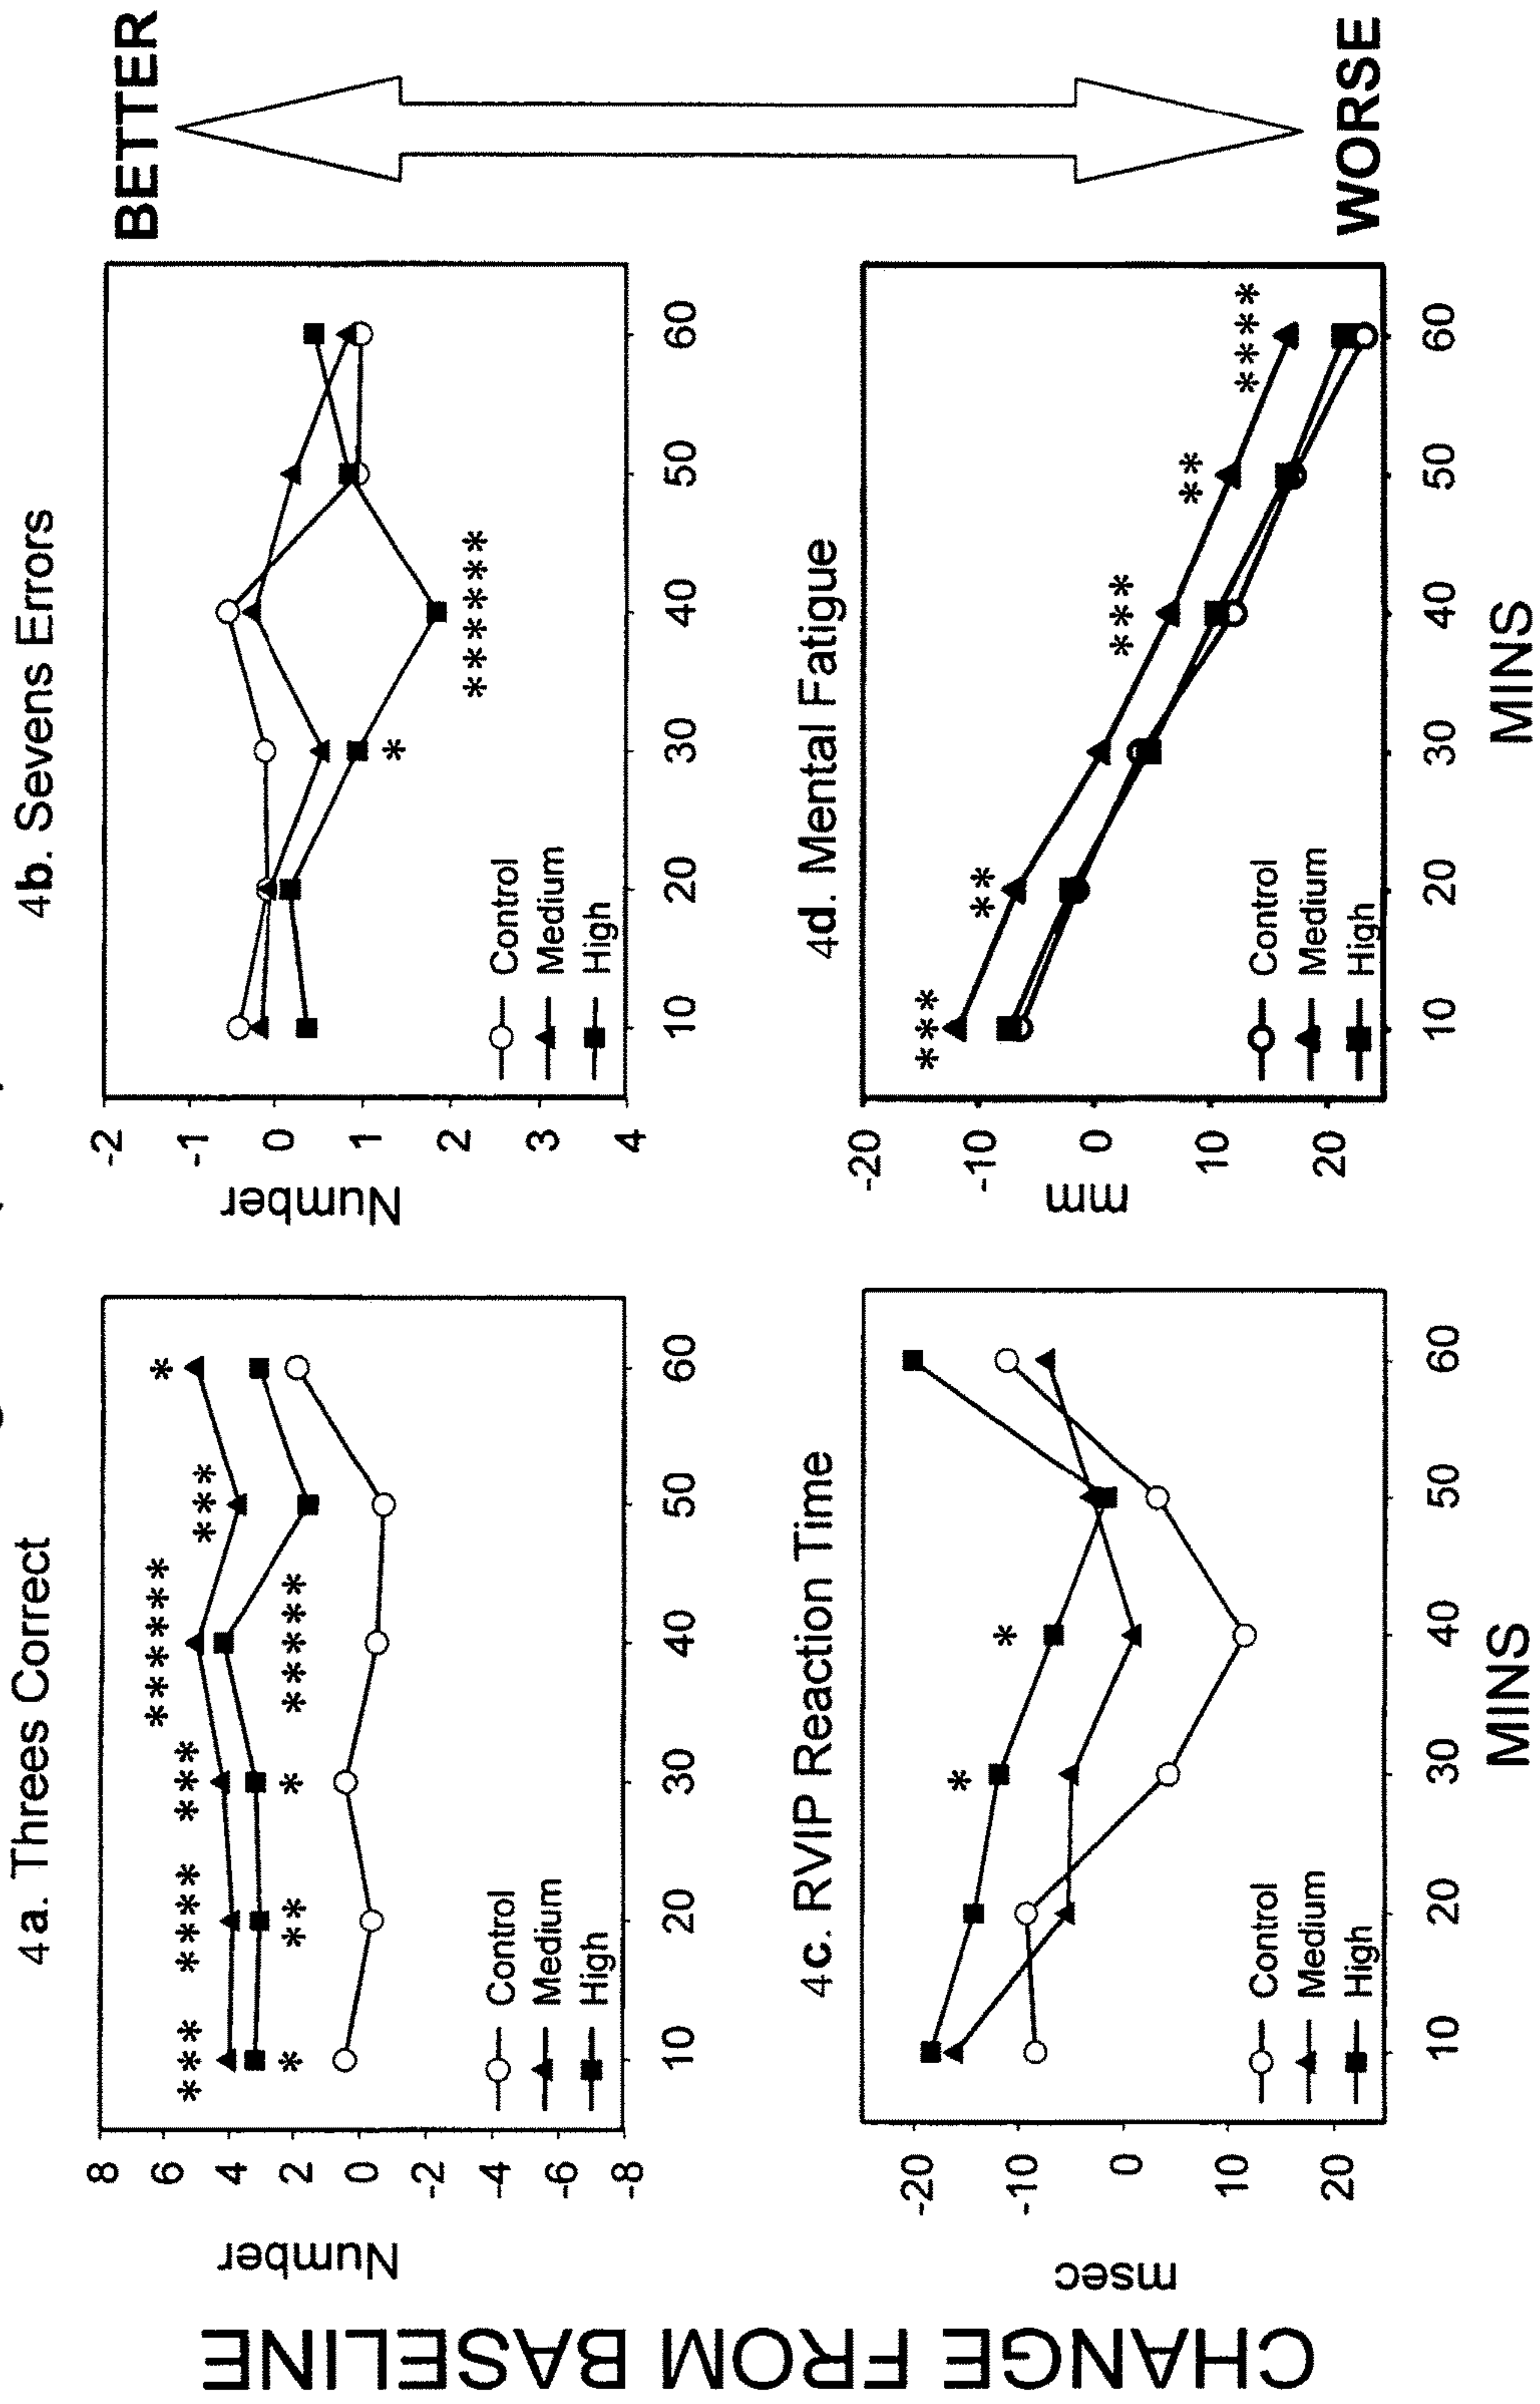 CHANGE FROM BASELINE
4a. Threes Correct
Number
8
6
4
2
0
-2
-4
-6
-8
***
****
***
******
***
*
*
**
*
*****
Control
Medium
High
10 20 30 40 50 60
4b. Sevens Errors
Number
-2
-1
0
1
2
3
4
*
******
Control
Medium
High
10 20 30 40 50 60
BETTER
WORSE
4c. RVIP Reaction Time
msec
-20
-10
0
10
20
*
*
Control
Medium
High
10 20 30 40 50 60
MINS
4d. Mental Fatigue
mm
-20
-10
0
10
20
***
**
***
**
****
Control
Medium
High
10 20 30 40 50 60
MINS